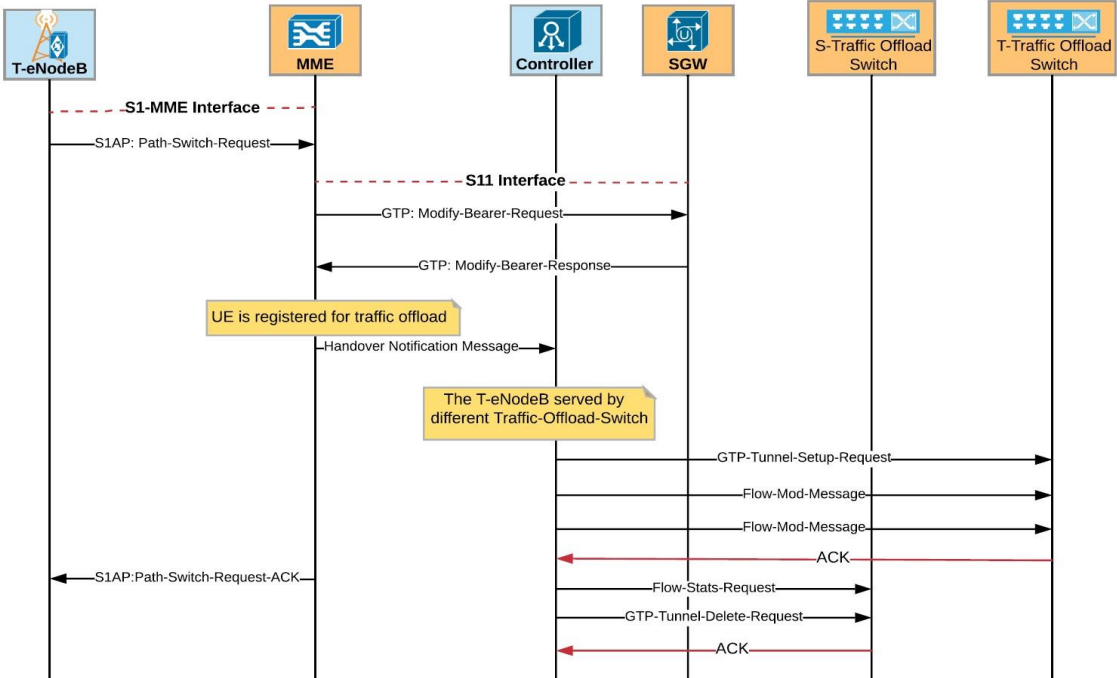 T-eNodeB
MME
Controller
SGW
S-Traffic Offload
Switch
T-Traffic Offload
Switch
S1-MME Interface
S1AP: Path-Switch-Request
S11 Interface
GTP: Modify-Bearer-Request
GTP: Modify-Bearer-Response
UE is registered for traffic offload
Handover Notification Message
The T-eNodeB served by
different Traffic-Offload-Switch
GTP-Tunnel-Setup-Request
Flow-Mod-Message
Flow-Mod-Message
ACK
S1AP:Path-Switch-Request-ACK
Flow-Stats-Request
GTP-Tunnel-Delete-Request
ACK